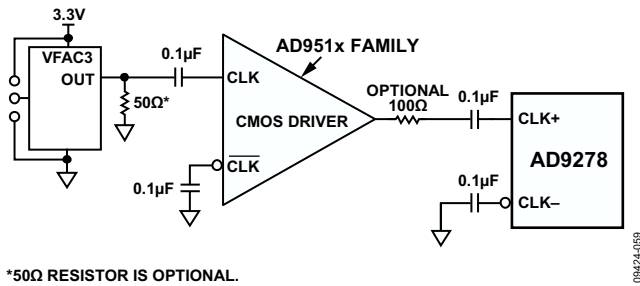 3.3V
VFAC3
OUT
50Ω*
0.1µF
AD951x FAMILY
CLK
CMOS DRIVER
CLK
0.1µF
OPTIONAL
100Ω
0.1µF
CLK+
AD9278
0.1µF
CLK–
*50Ω RESISTOR IS OPTIONAL.
09424-059